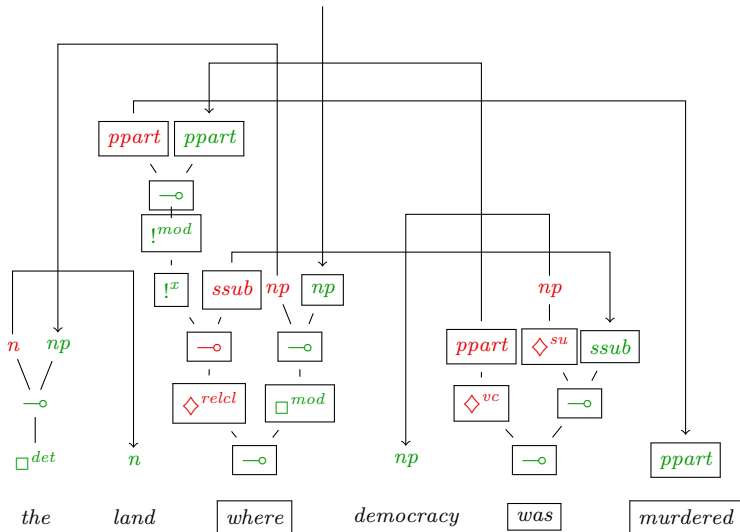 ppart ppart
⊸
!^mod
!^x ssub np np np
n np ⊸ ⊸ ppart ◇^su ssub
⊸ ◇^relcl □^mod ◇^vc ⊸
□^det n ⊸ np ⊸ ppart
the land where democracy was murdered